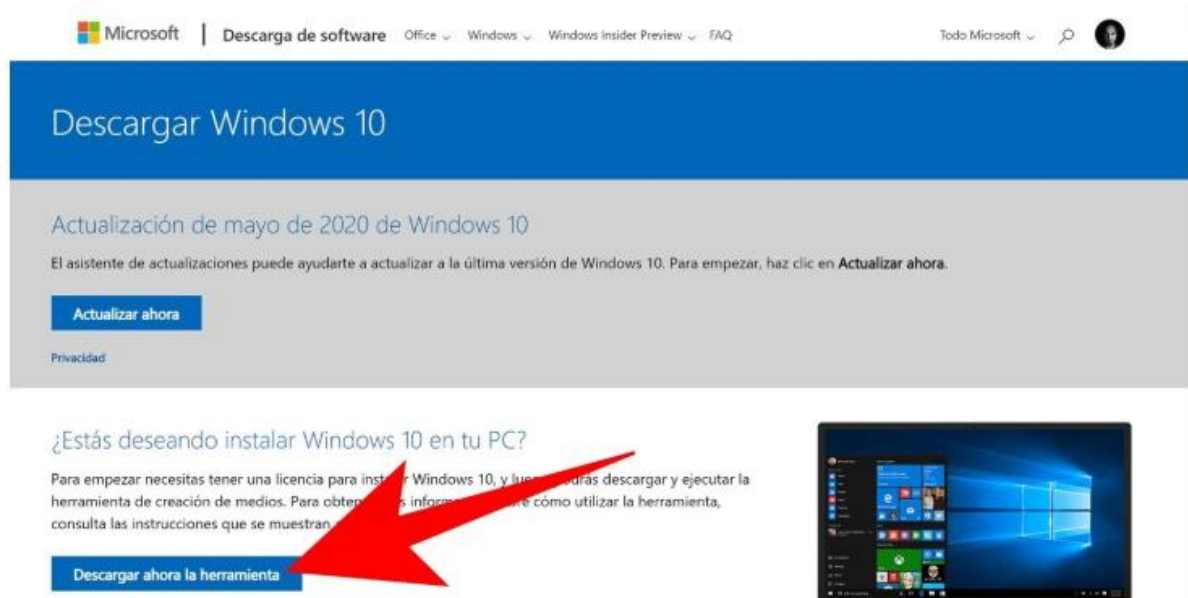 Microsoft | Descarga de software Office Windows Windows Insider Preview FAQ Todo Microsoft
Descargar Windows 10
Actualización de mayo de 2020 de Windows 10
El asistente de actualizaciones puede ayudarte a actualizar a la última versión de Windows 10. Para empezar, haz clic en Actualizar ahora.
Actualizar ahora
Privacidad
¿Estás deseando instalar Windows 10 en tu PC?
Para empezar necesitas tener una licencia para Windows 10, y drás descargar y ejecutar la
herramienta de creación de medios. Para s cómo utilizar la herramienta,
consulta las instrucciones que se muestran
Descargar ahora la herramienta